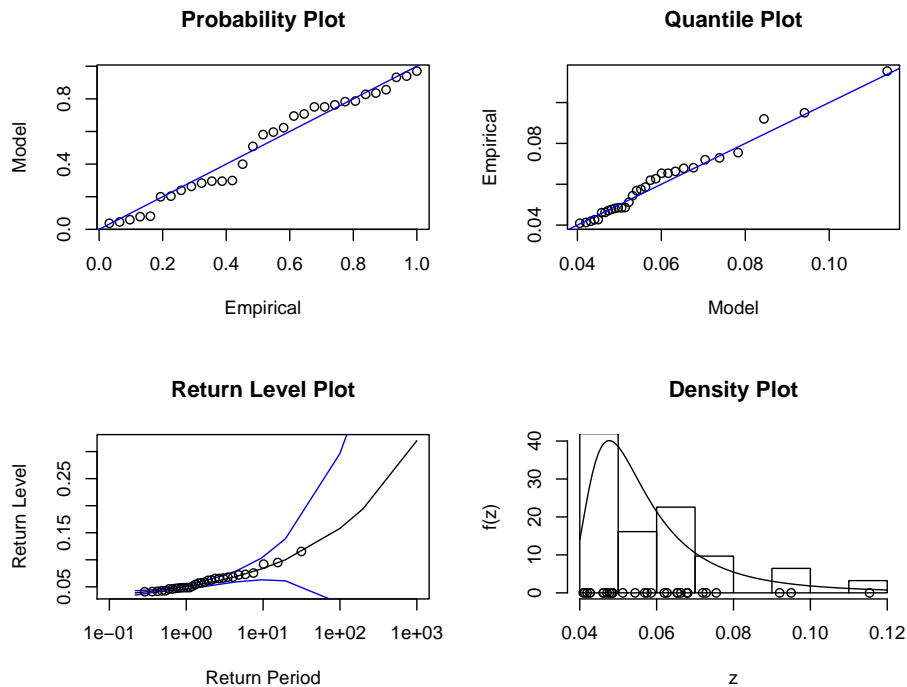 Probability Plot
Model
0.0 0.4 0.8
0.0 0.2 0.4 0.6 0.8 1.0
Empirical
Quantile Plot
Empirical
0.04 0.08
0.04 0.06 0.08 0.10
Model
Return Level Plot
Return Level
0.05 0.15 0.25
1e−01 1e+00 1e+01 1e+02 1e+03
Return Period
Density Plot
f(z)
0 10 20 30 40
0.04 0.06 0.08 0.10 0.12
z